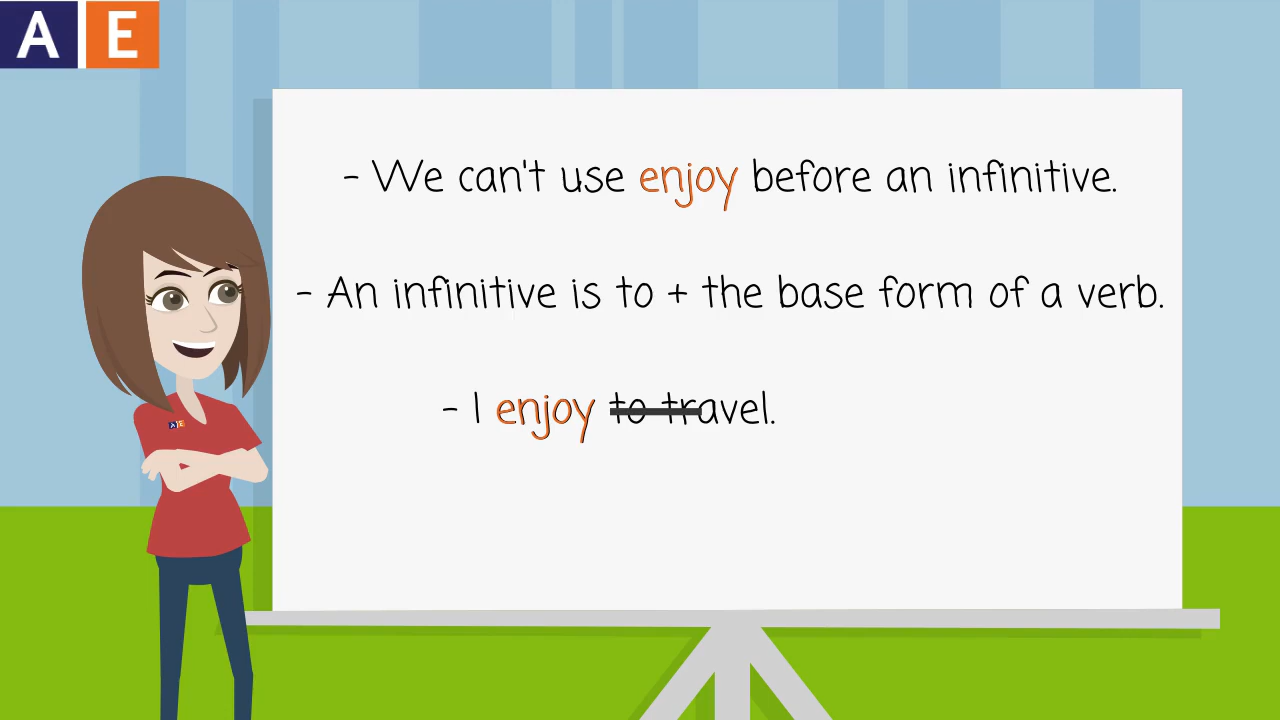 A E
- We can't use enjoy before an infinitive.
- An infinitive is to + the base form of a verb.
- I enjoy to travel.
A E